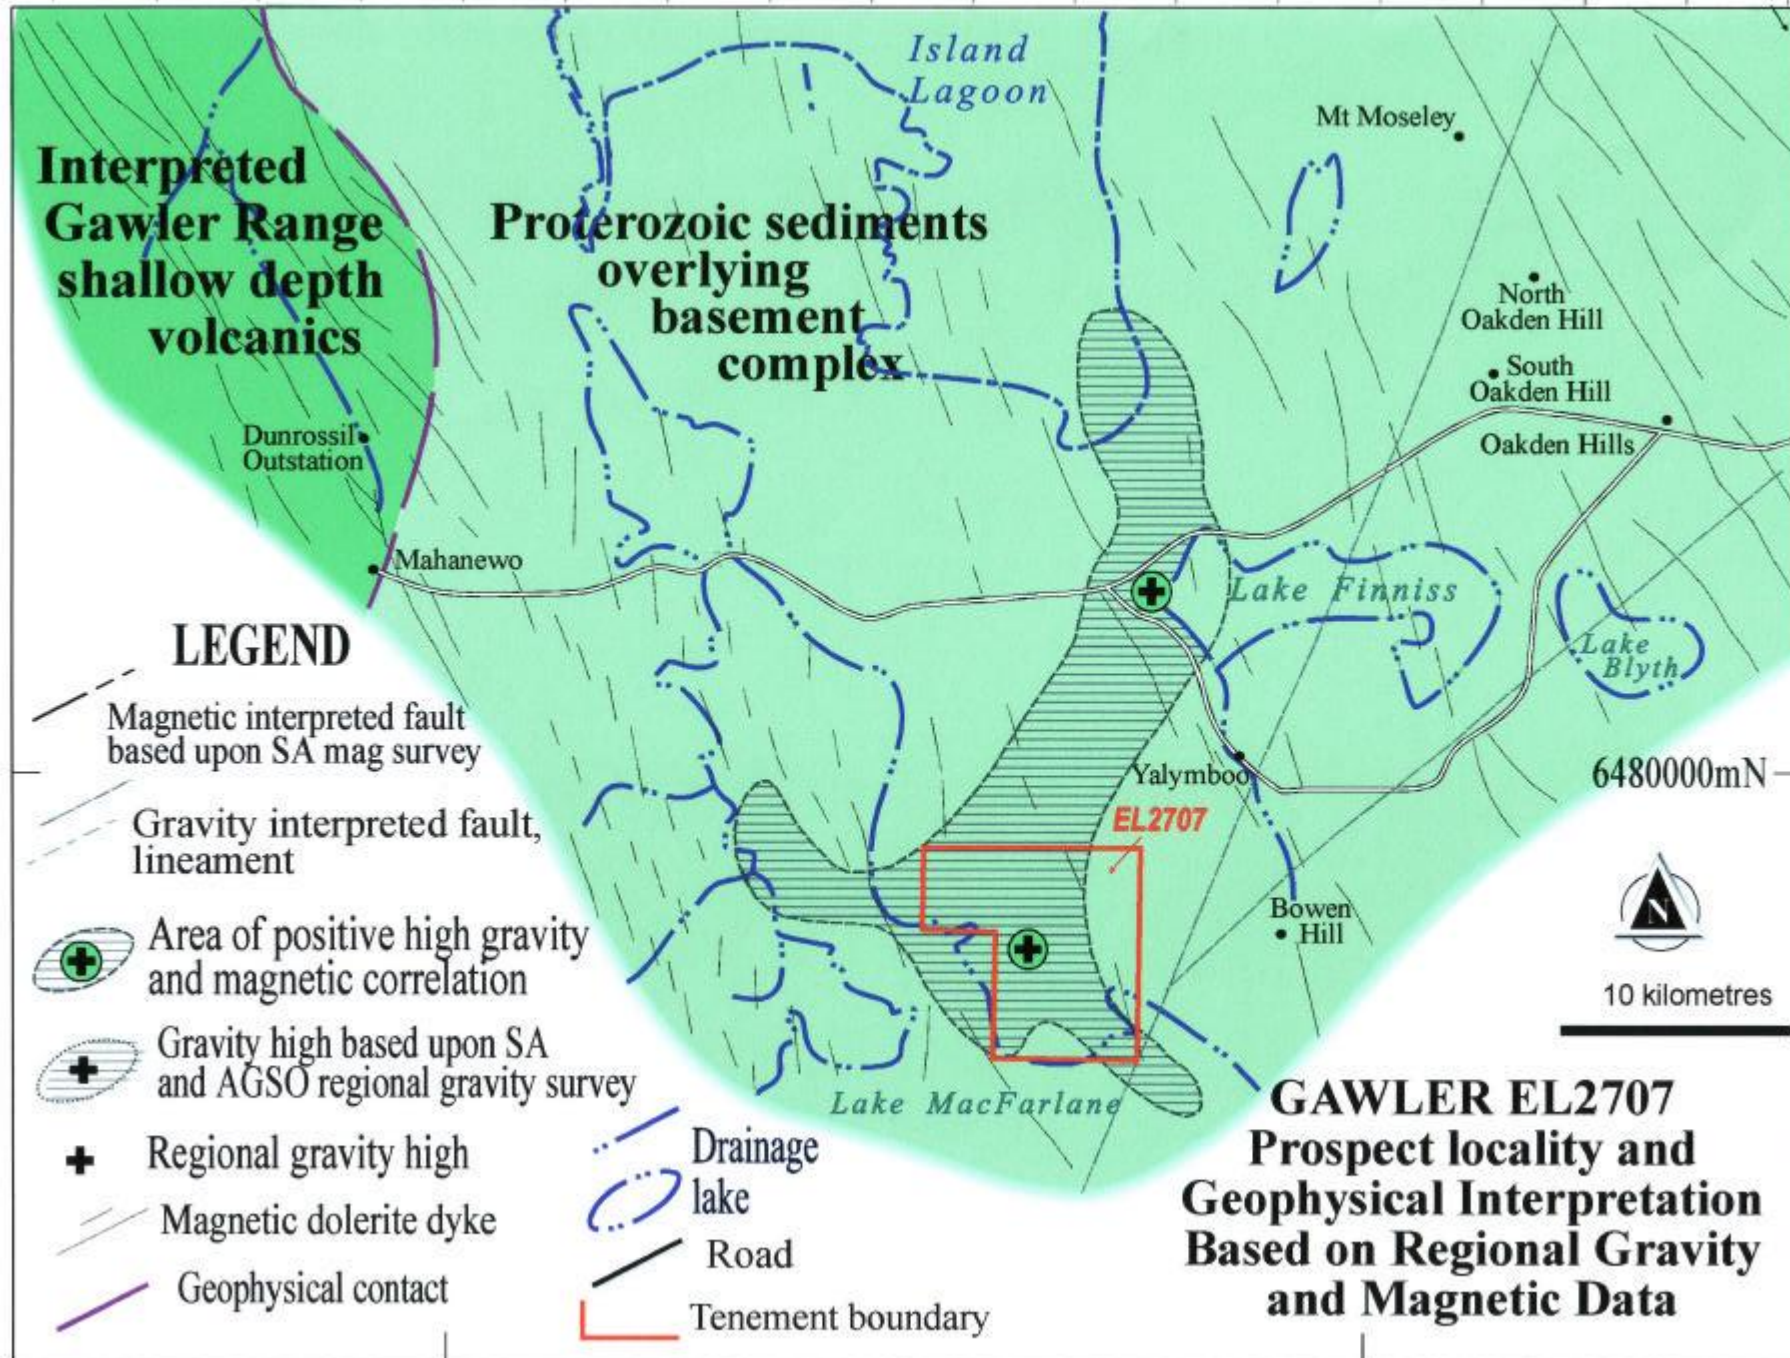 Island
Lagoon
Mt Moseley
Interpreted
Gawler Range
shallow depth
volcanics
Proterozoic sediments
overlying
basement
complex
North
Oakden Hill
South
Oakden Hill
Oakden Hills
Dunrossil
Outstation
Mahanewo
Lake Finniss
Lake
Blyth
Yalymboo
6480000mN
EL2707
Bowen
Hill
N
10 kilometres
Lake MacFarlane
LEGEND
Magnetic interpreted fault
based upon SA mag survey
Gravity interpreted fault,
lineament
Area of positive high gravity
and magnetic correlation
Gravity high based upon SA
and AGSO regional gravity survey
Regional gravity high
Magnetic dolerite dyke
Geophysical contact
Drainage
lake
Road
Tenement boundary
GAWLER EL2707
Prospect locality and
Geophysical Interpretation
Based on Regional Gravity
and Magnetic Data